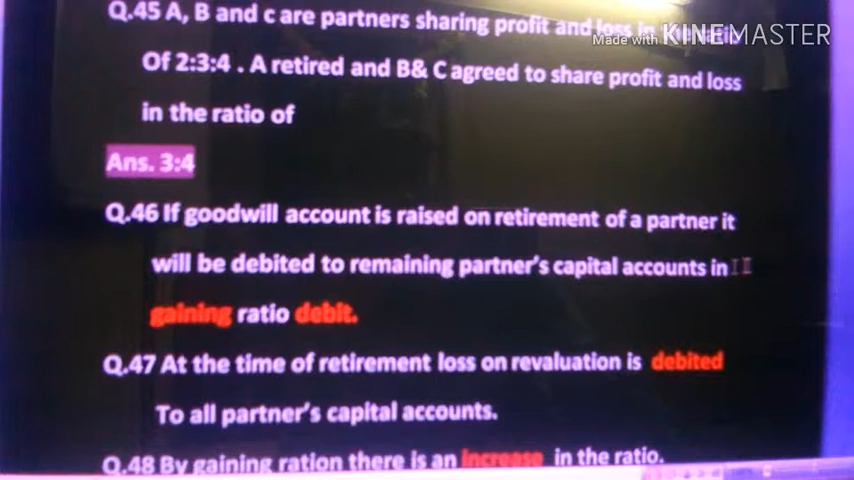 Q.45 A, B and c are partners sharing profit and loss in
Made with KINEMASTER
Of 2:3:4 . A retired and B& C agreed to share profit and loss
in the ratio of
Ans. 3:4
Q.46 If goodwill account is raised on retirement of a partner it
will be debited to remaining partner's capital accounts in
gaining ratio debit.
Q.47 At the time of retirement loss on revaluation is debited
To all partner's capital accounts.
Q.48 By gaining ration there is an increase in the ratio.